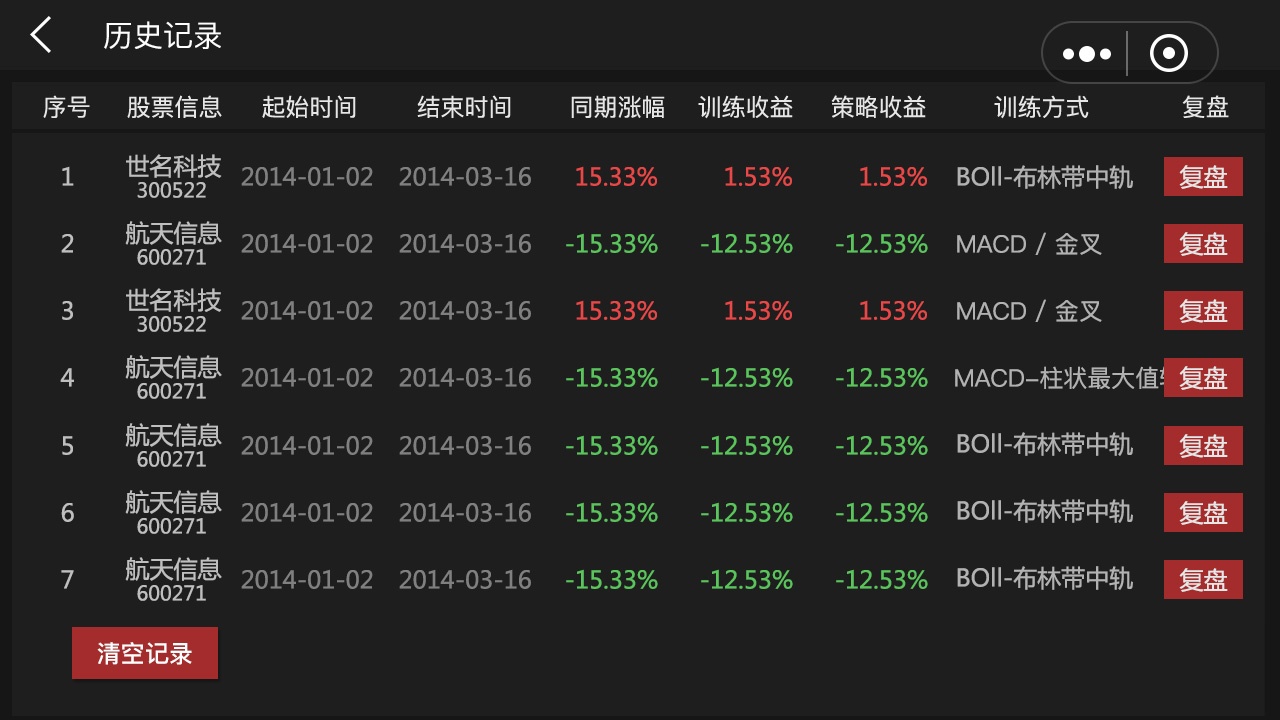 历史记录
序号 股票信息 起始时间 结束时间 同期涨幅 训练收益 策略收益 训练方式 复盘
1 世名科技 300522 2014-01-02 2014-03-16 15.33% 1.53% 1.53% BOll-布林带中轨 复盘
2 航天信息 600271 2014-01-02 2014-03-16 -15.33% -12.53% -12.53% MACD / 金叉 复盘
3 世名科技 300522 2014-01-02 2014-03-16 15.33% 1.53% 1.53% MACD / 金叉 复盘
4 航天信息 600271 2014-01-02 2014-03-16 -15.33% -12.53% -12.53% MACD–柱状最大值 复盘
5 航天信息 600271 2014-01-02 2014-03-16 -15.33% -12.53% -12.53% BOll-布林带中轨 复盘
6 航天信息 600271 2014-01-02 2014-03-16 -15.33% -12.53% -12.53% BOll-布林带中轨 复盘
7 航天信息 600271 2014-01-02 2014-03-16 -15.33% -12.53% -12.53% BOll-布林带中轨 复盘
清空记录